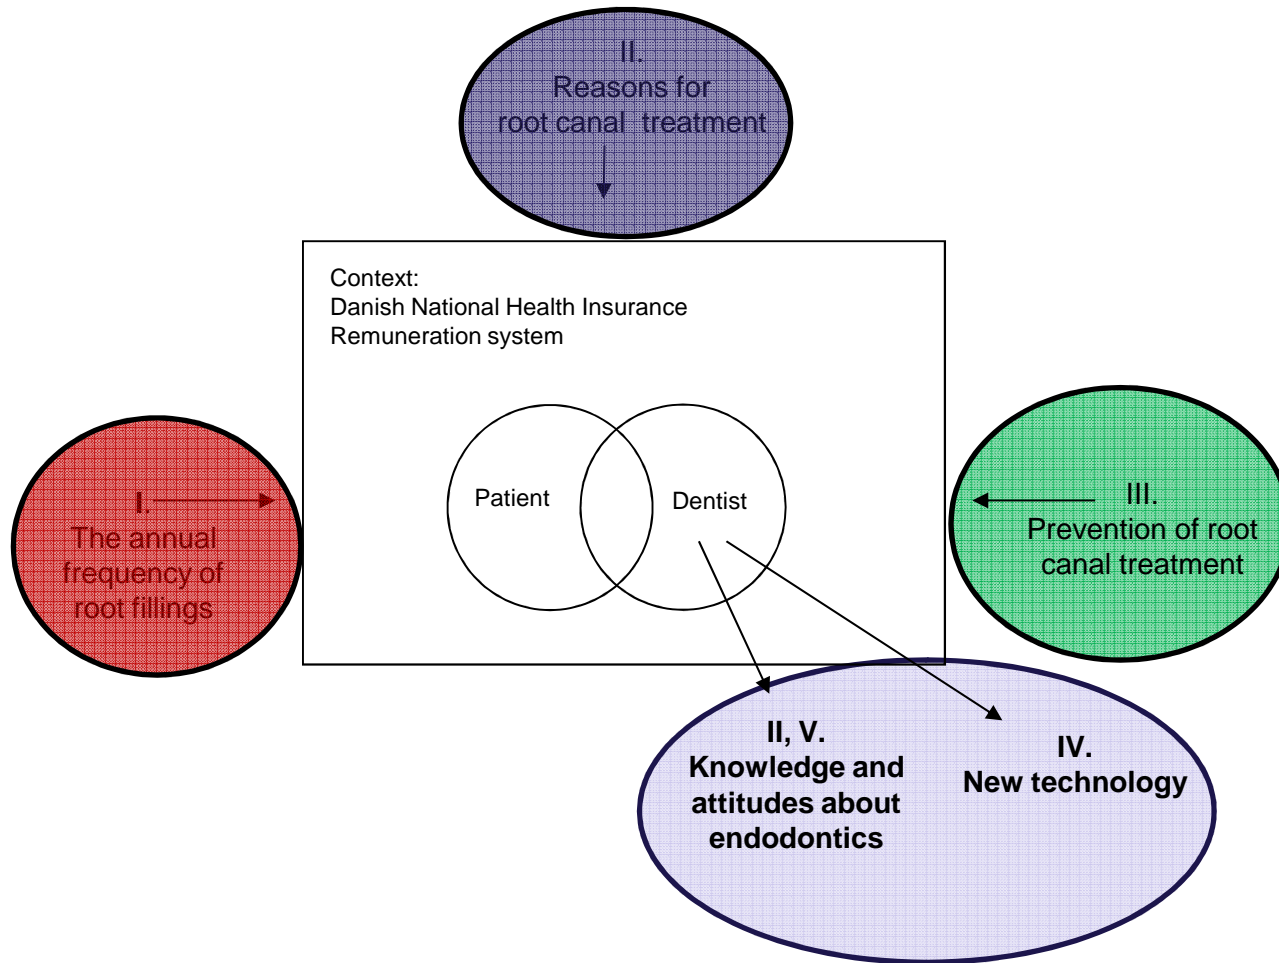 II.
Reasons for
root canal treatment
Context:
Danish National Health Insurance
Remuneration system
Patient
Dentist
I.
The annual
frequency of
root fillings
III.
Prevention of root
canal treatment
II, V.
Knowledge and
attitudes about
endodontics
IV.
New technology